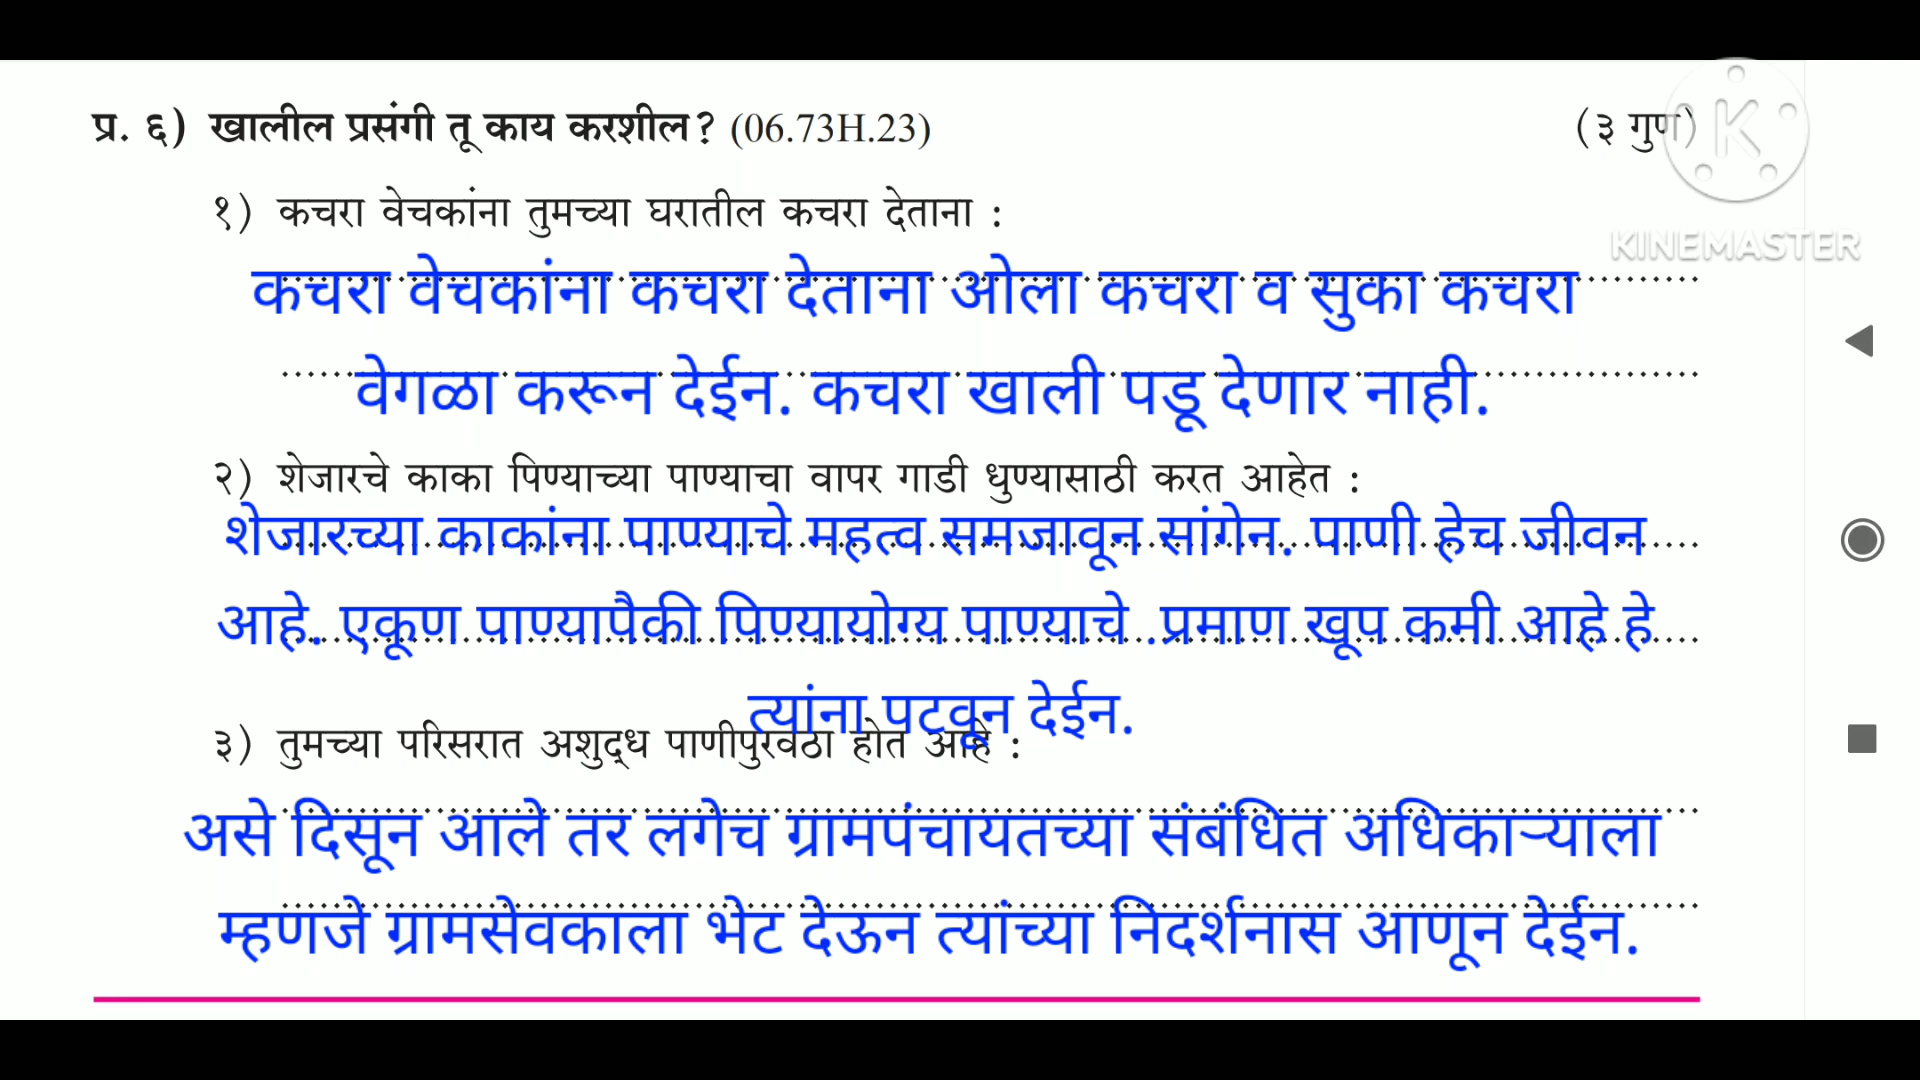 प्र. ६) खालील प्रसंगी तू काय करशील? (06.73H.23) (३ गुण)
KINEMASTER
१) कचरा वेचकांना तुमच्या घरातील कचरा देताना :
कचरा वेचकांना कचरा देताना ओला कचरा व सुका कचरा
वेगळा करून देईन. कचरा खाली पडू देणार नाही.
२) शेजारचे काका पिण्याच्या पाण्याचा वापर गाडी धुण्यासाठी करत आहेत :
शेजारच्या काकांना पाण्याचे महत्व समजावून सांगेन. पाणी हेच जीवन
आहे. एकूण पाण्यापैकी पिण्यायोग्य पाण्याचे .प्रमाण खूप कमी आहे हे
त्यांना पटवून देईन.
३) तुमच्या परिसरात अशुद्ध पाणीपुरवठा होत आहे :
असे दिसून आले तर लगेच ग्रामपंचायतच्या संबंधित अधिकाऱ्याला
म्हणजे ग्रामसेवकाला भेट देऊन त्यांच्या निदर्शनास आणून देईन.